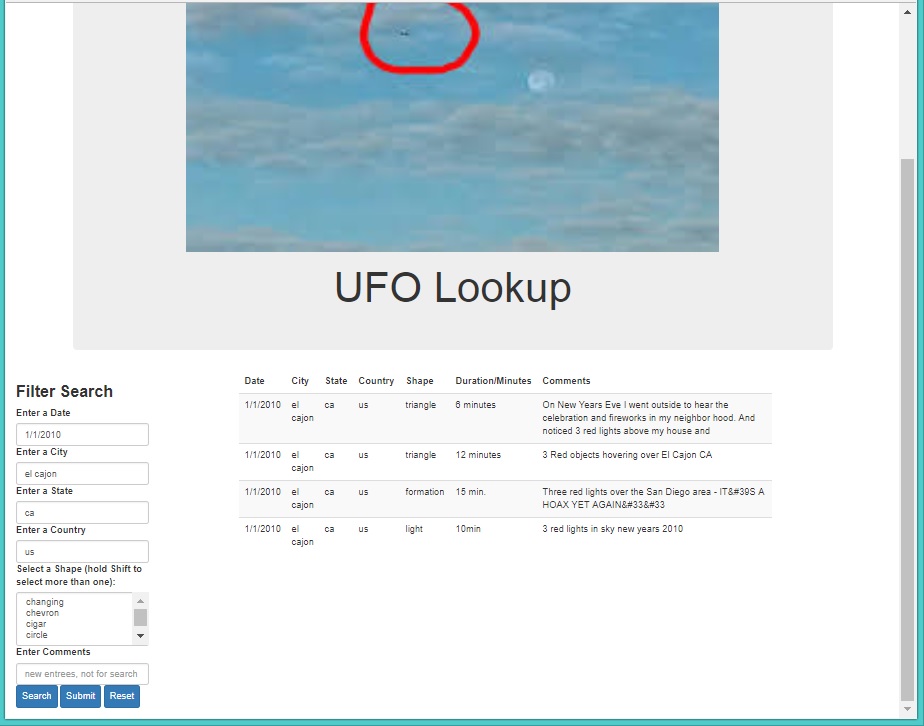 UFO Lookup
Filter Search
Enter a Date
1/1/2010
Enter a City
el cajon
Enter a State
ca
Enter a Country
us
Select a Shape (hold Shift to
select more than one):
changing
chevron
cigar
circle
Enter Comments
new entrees, not for search
Search Submit Reset
Date City State Country Shape Duration/Minutes Comments
1/1/2010 el ca us triangle 6 minutes On New Years Eve I went outside to hear the
cajon celebration and fireworks in my neighbor hood. And
noticed 3 red lights above my house and
1/1/2010 el ca us triangle 12 minutes 3 Red objects hovering over El Cajon CA
cajon
1/1/2010 el ca us formation 15 min. Three red lights over the San Diego area - IT&#39S A
cajon HOAX YET AGAIN&#33&#33
1/1/2010 el ca us light 10min 3 red lights in sky new years 2010
cajon